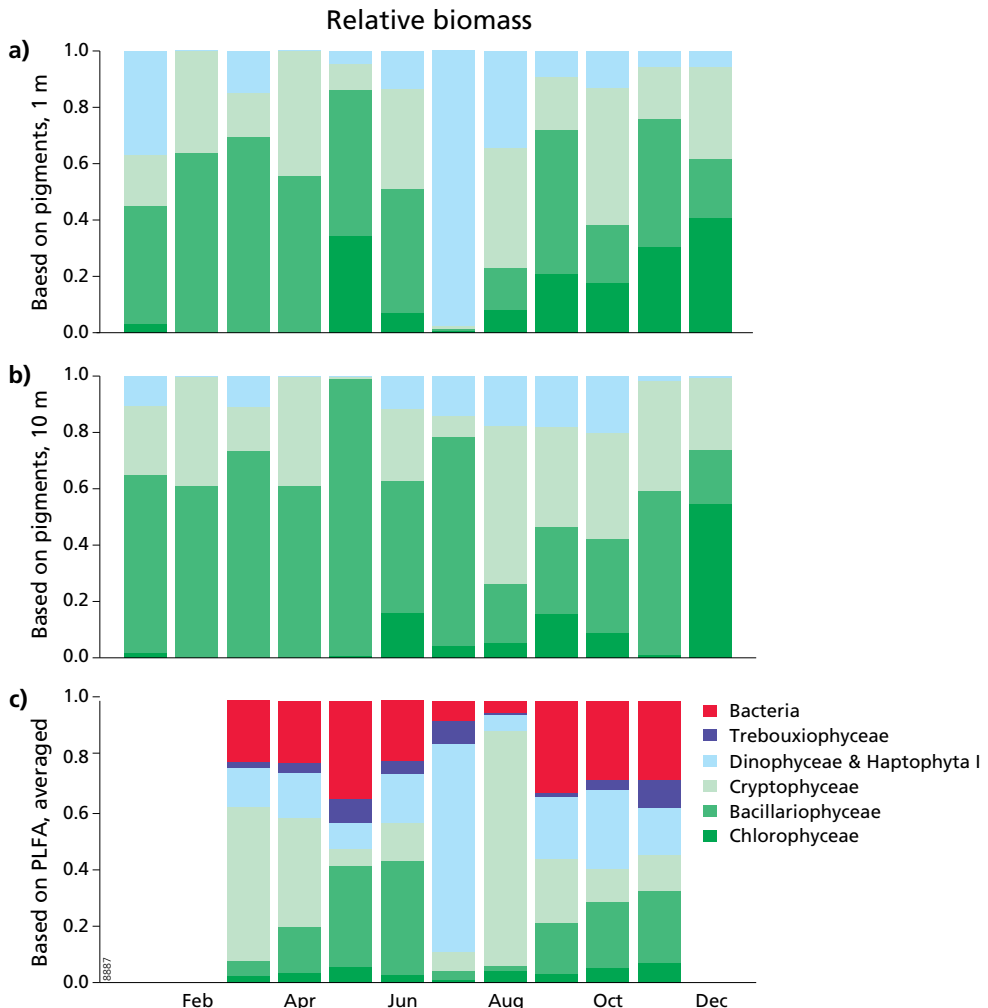 Relative biomass
a)
Baesd on pigments, 1 m
1.0
0.8
0.6
0.4
0.2
0.0
b)
Based on pigments, 10 m
1.0
0.8
0.6
0.4
0.2
0.0
c)
Based on PLFA, averaged
1.0
0.8
0.6
0.4
0.2
0.0
Bacteria
Trebouxiophyceae
Dinophyceae & Haptophyta I
Cryptophyceae
Bacillariophyceae
Chlorophyceae
8887
Feb Apr Jun Aug Oct Dec